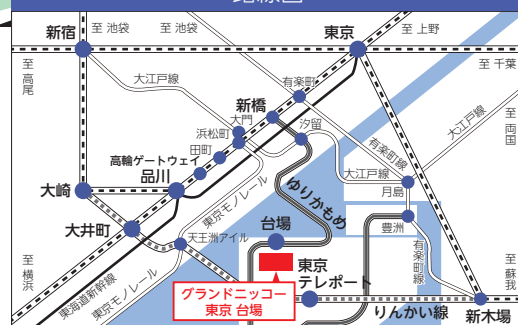 路線図
至 池袋
至 池袋
至 上野
新宿
東京
至 高尾
至 千葉
大江戸線
有楽町
新橋
大門
浜松町
汐留
大江戸線
至 両国
田町
高輪ゲートウェイ
品川
有楽町線
大江戸線
月島
大崎
ゆりかもめ
東京モノレール
豊洲
大井町
天王洲アイル
台場
有楽町線
至 横浜
東海道新幹線
東京モノレール
東京
テレポート
至 蘇我
グランドニッコー
東京 台場
りんかい線
新木場